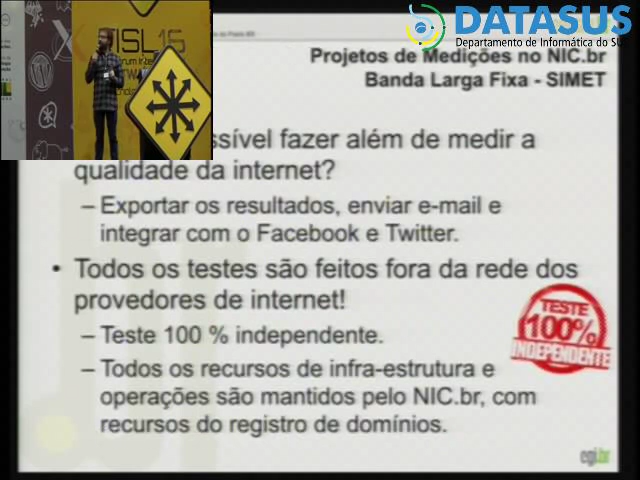 DATASUS
Departamento de Informática do SU
Projetos de Medições no NIC.br
Banda Larga Fixa - SIMET
ssível fazer além de medir a
qualidade da internet?
– Exportar os resultados, enviar e-mail e
integrar com o Facebook e Twitter.
• Todos os testes são feitos fora da rede dos
provedores de internet!
– Teste 100 % independente.
– Todos os recursos de infra-estrutura e
operações são mantidos pelo NIC.br, com
recursos do registro de domínios.
TESTE
100%
INDEPENDENTE
cgi.br
ISL16